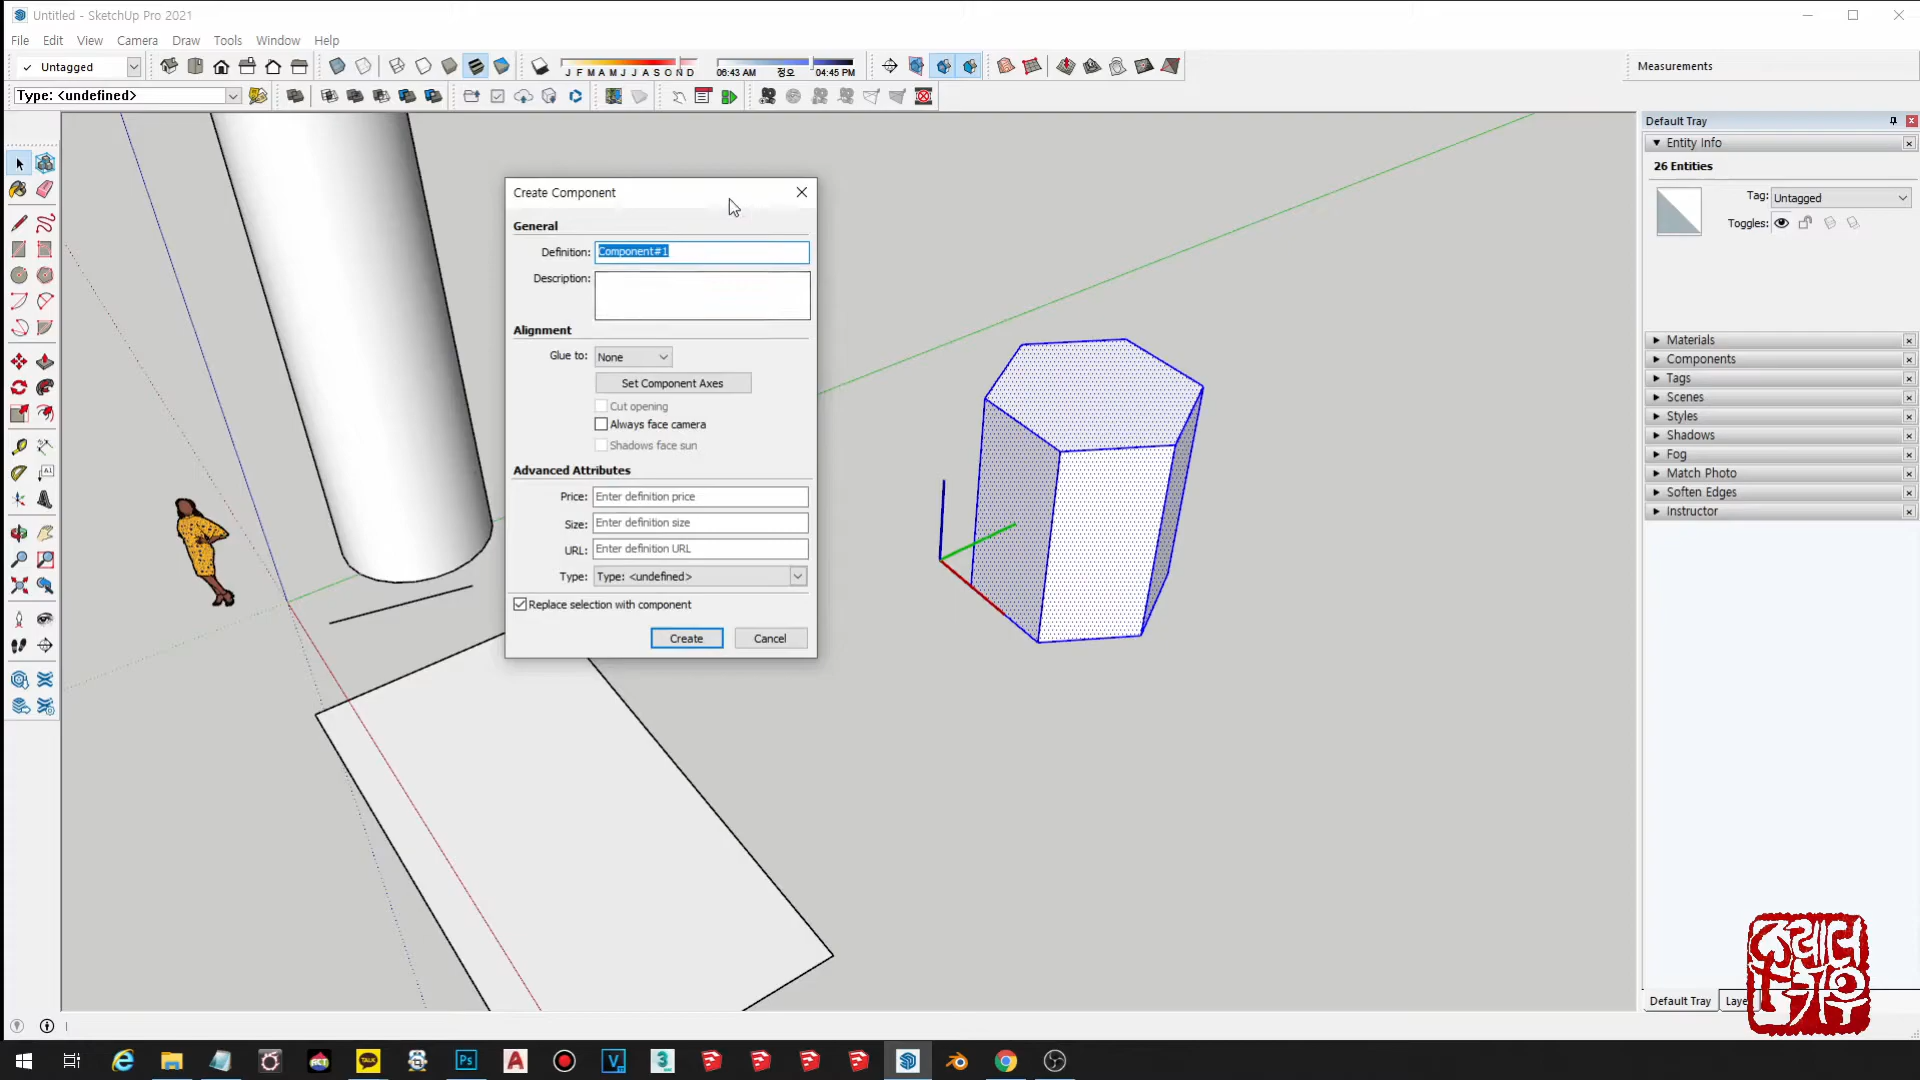 Untitled - SketchUp Pro 2021
File Edit View Camera Draw Tools Window Help
Untagged
J F M A M J J A S O N D
06:43 AM 정오 04:45 PM
Measurements
Type: <undefined>
Default Tray
Entity Info
26 Entities
Tag: Untagged
Toggles:
Materials
Components
Tags
Scenes
Styles
Shadows
Fog
Match Photo
Soften Edges
Instructor
Create Component
General
Definition: Component#1
Description:
Alignment
Glue to: None
Set Component Axes
Cut opening
Always face camera
Shadows face sun
Advanced Attributes
Price: Enter definition price
Size: Enter definition size
URL: Enter definition URL
Type: Type: <undefined>
Replace selection with component
Create Cancel
Default Tray